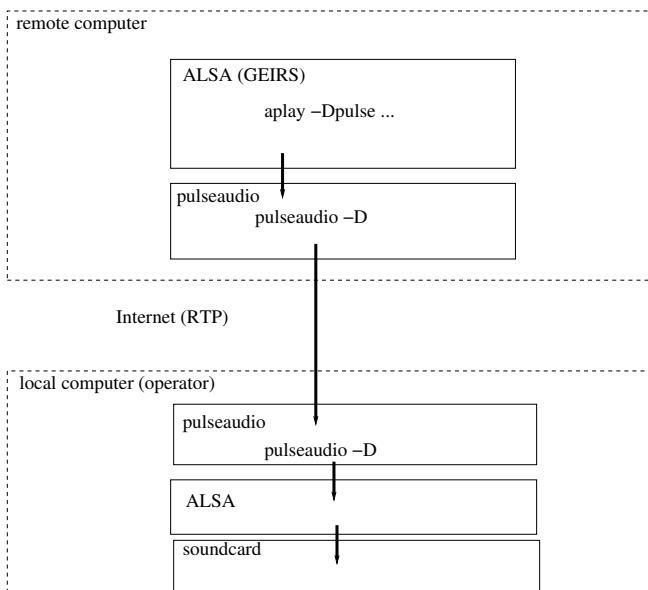 remote computer
ALSA (GEIRS)
aplay −Dpulse ...
pulseaudio
pulseaudio −D
Internet (RTP)
local computer (operator)
pulseaudio
pulseaudio −D
ALSA
soundcard